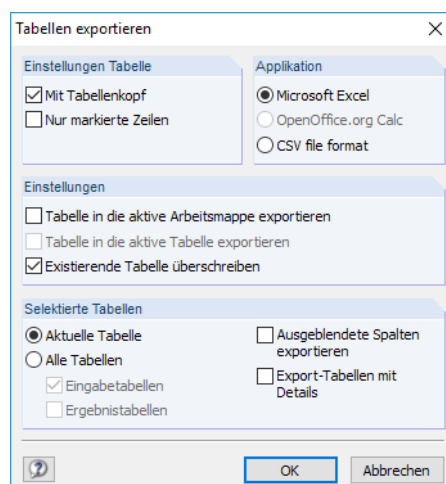 Tabellen exportieren
Einstellungen Tabelle
Mit Tabellenkopf
Nur markierte Zeilen
Applikation
Microsoft Excel
OpenOffice.org Calc
CSV file format
Einstellungen
Tabelle in die aktive Arbeitsmappe exportieren
Tabelle in die aktive Tabelle exportieren
Existierende Tabelle überschreiben
Selektierte Tabellen
Aktuelle Tabelle
Alle Tabellen
Eingabetabellen
Ergebnistabellen
Ausgeblendete Spalten
exportieren
Export-Tabellen mit
Details
OK
Abbrechen